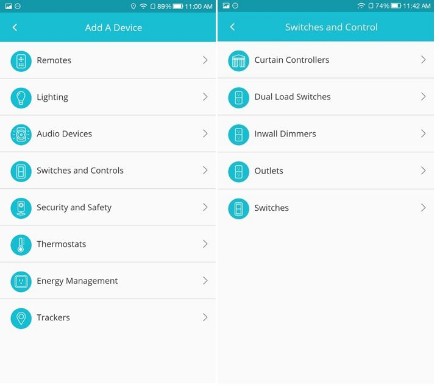 89% 11:00 AM
Add A Device
Remotes
Lighting
Audio Devices
Switches and Controls
Security and Safety
Thermostats
Energy Management
Trackers
74% 11:42 AM
Switches and Control
Curtain Controllers
Dual Load Switches
Inwall Dimmers
Outlets
Switches